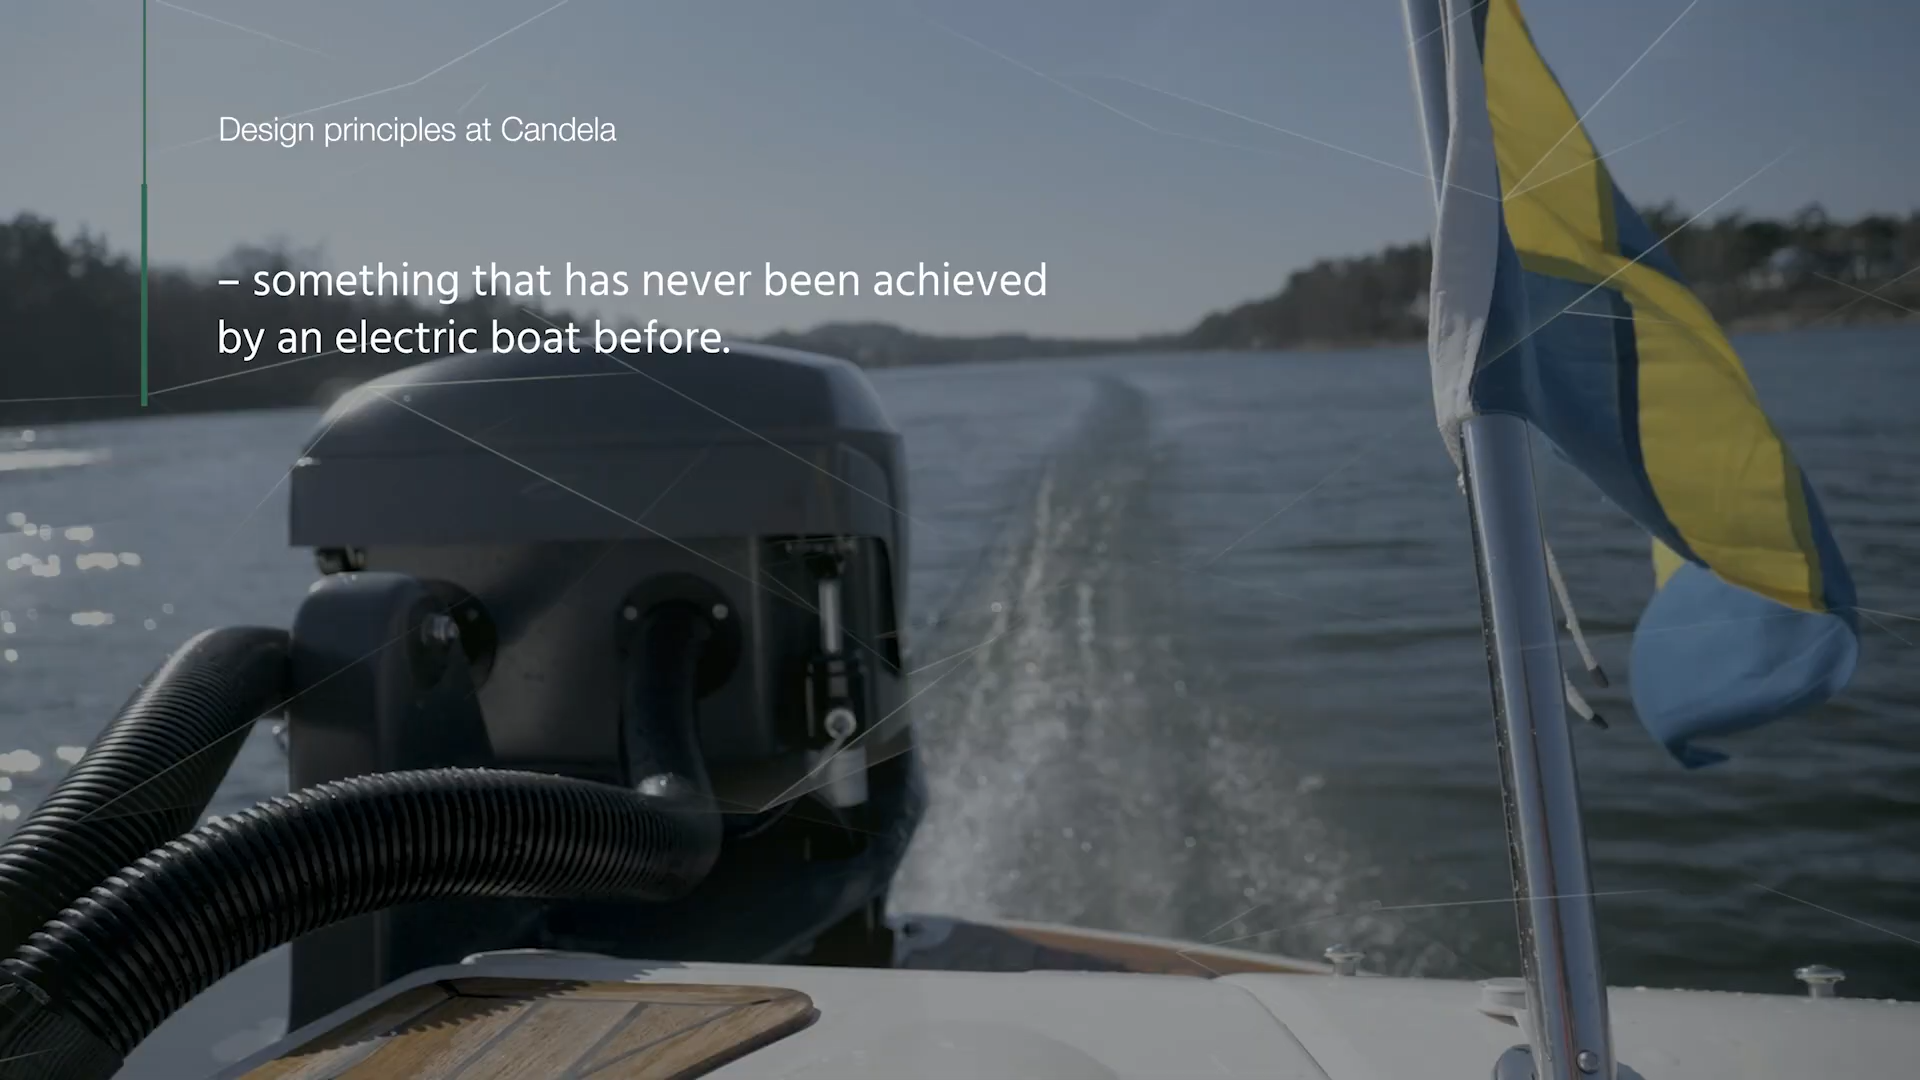 Design principles at Candela
– something that has never been achieved
by an electric boat before.